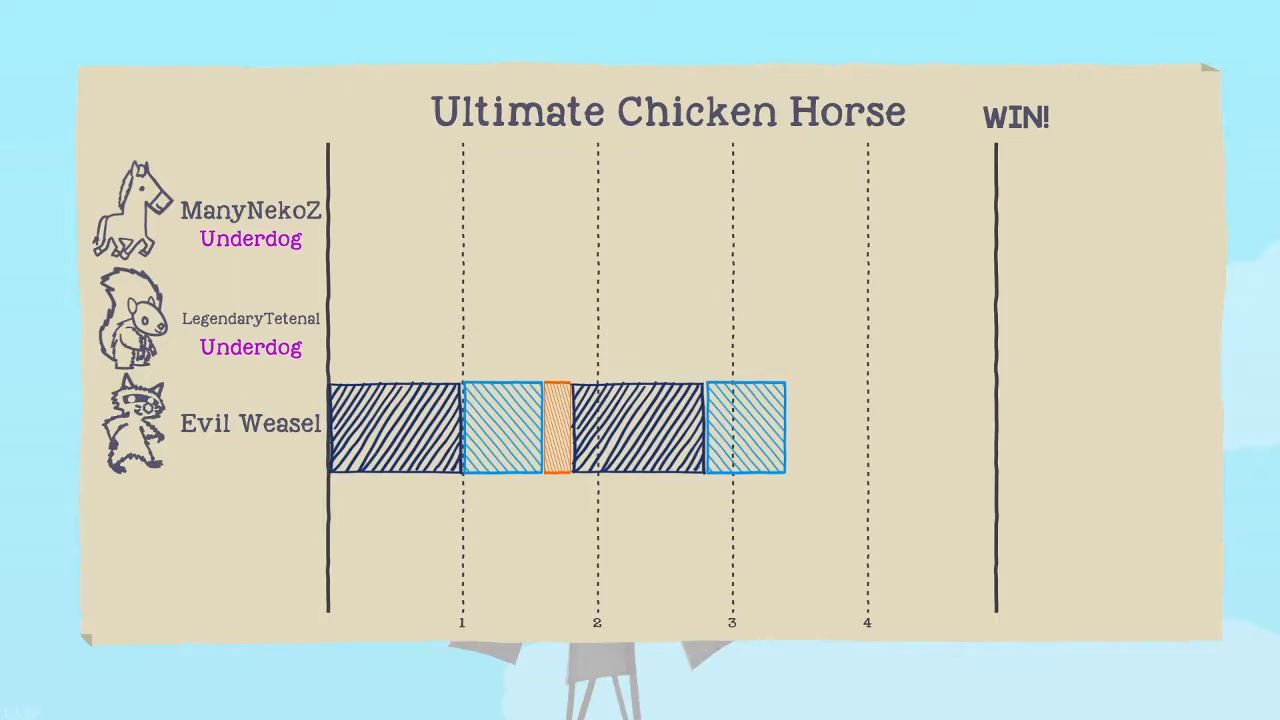 Ultimate Chicken Horse
WIN!
ManyNekoZ
Underdog
LegendaryTetenal
Underdog
Evil Weasel
1 2 3 4